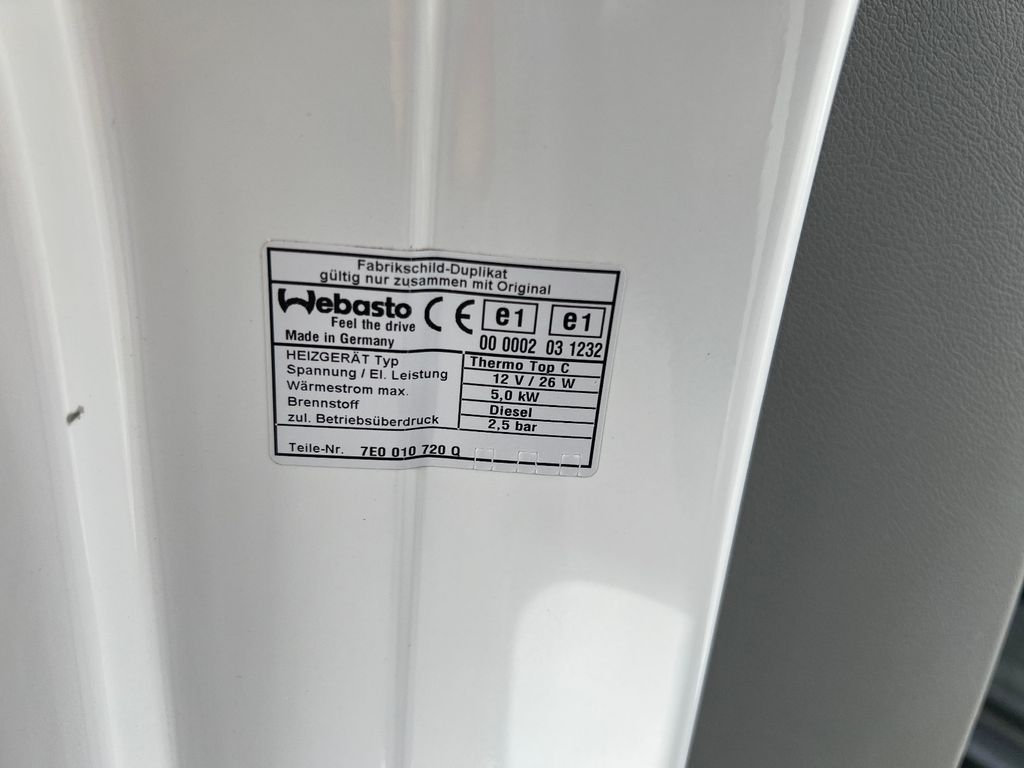 Fabrikschild-Duplikat
gültig nur zusammen mit Original
Webasto CE e1 e1
Feel the drive
Made in Germany 00 0002 03 1232
HEIZGERÄT Typ Thermo Top C
Spannung / El. Leistung 12 V / 26 W
Wärmestrom max. 5,0 kW
Brennstoff Diesel
zul. Betriebsüberdruck 2,5 bar
Teile-Nr. 7E0 010 720 Q